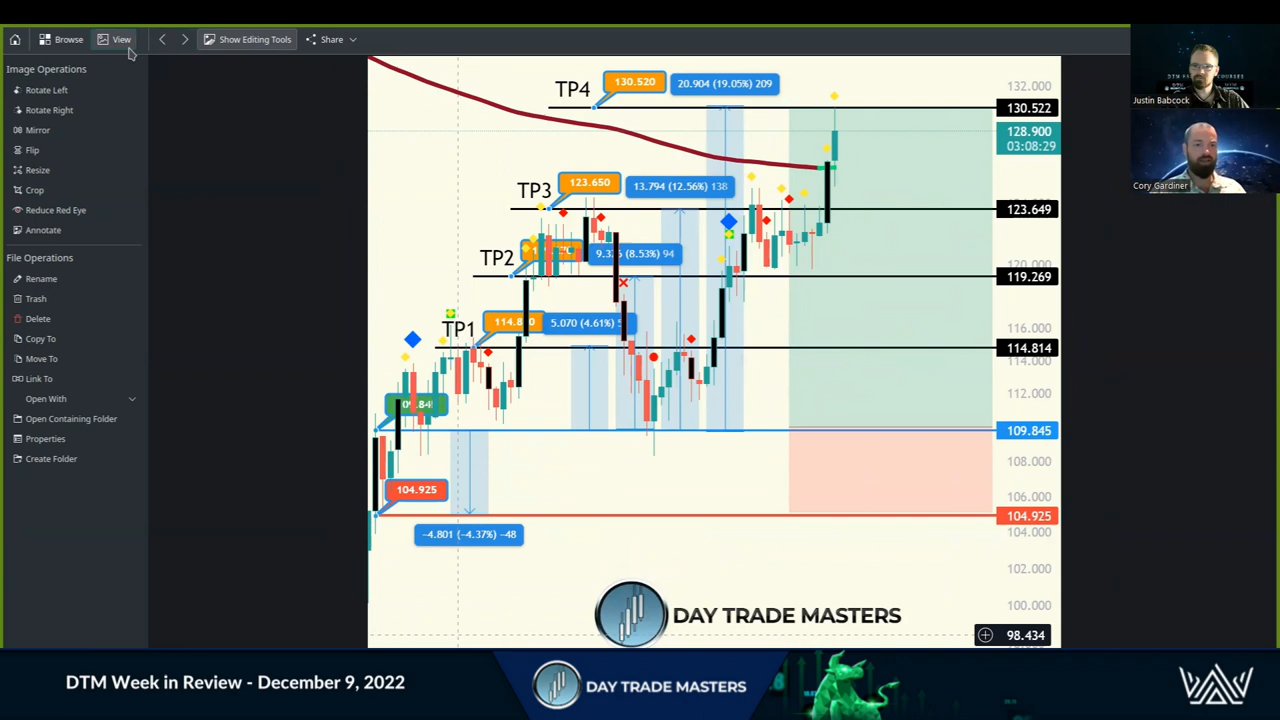 Browse
View
Show Editing Tools
Share
Image Operations
Rotate Left
Rotate Right
Mirror
Flip
Resize
Crop
Reduce Red Eye
Annotate
File Operations
Rename
Trash
Delete
Copy To
Move To
Link To
Open With
Open Containing Folder
Properties
Create Folder
TP4
130.520
20.904 (19.05%) 209
TP3
123.650
13.794 (12.56%) 138
TP2
(8.53%) 94
TP1
5.070 (4.61%)
104.925
−4.801 (−4.37%) −48
132.000
130.522
128.900
03:08:29
123.649
120.000
119.269
116.000
114.814
114.000
112.000
109.845
108.000
106.000
104.925
104.000
102.000
100.000
98.434
DAY TRADE MASTERS
Justin Babcock
Cory Gardiner
DTM Week in Review - December 9, 2022
DAY TRADE MASTERS